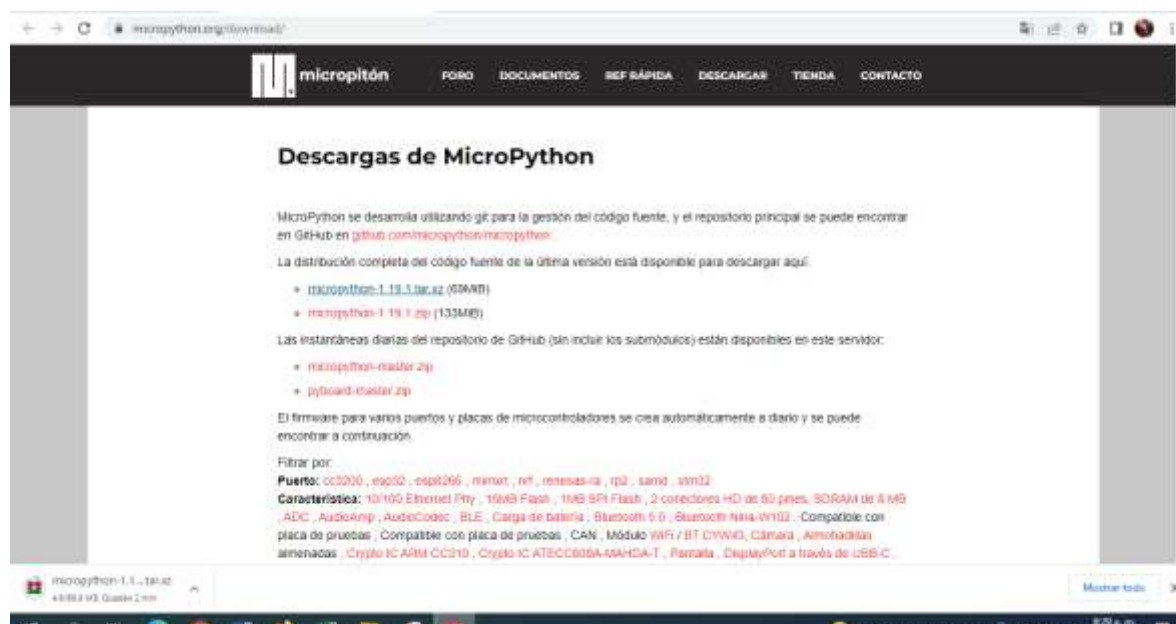 micropython.org/download/
micropitón FORO DOCUMENTOS REF RÁPIDA DESCARGAR TIENDA CONTACTO
Descargas de MicroPython
MicroPython se desarrolla utilizando git para la gestión del código fuente, y el repositorio principal se puede encontrar
en GitHub en github.com/micropython/micropython.
La distribución completa del código fuente de la última versión está disponible para descargar aquí:
micropython-1.19.1.tar.xz (69MiB)
micropython-1.19.1.zip (133MiB)
Las instantáneas diarias del repositorio de GitHub (sin incluir los submódulos) están disponibles en este servidor:
micropython-master.zip
pyboard-master.zip
El firmware para varios puertos y placas de microcontroladores se crea automáticamente a diario y se puede
encontrar a continuación.
Filtrar por:
Puerto: cc3200 , esp32 , esp8266 , mimxrt , nrf , renesas-ra , rp2 , samd , stm32
Característica: 10/100 Ethernet Phy , 16MB Flash , 1MB SPI Flash , 2 conectores HD de 80 pines, SDRAM de 8 MB
, ADC , AudioAmp , AudioCodec , BLE , Carga de batería , Bluetooth 5.0 , Bluetooth Nina-W102 , Compatible con
placa de pruebas , Compatible con placa de pruebas , CAN , Módulo WiFi / BT CYW43, Cámara , Almohadillas
almenadas , Crypto IC ARM CC310 , Crypto IC ATECC608A-MAHDA-T , Pantalla , DisplayPort a través de USB-C ,
micropython-1.1....tar.xz
Mostrar todo